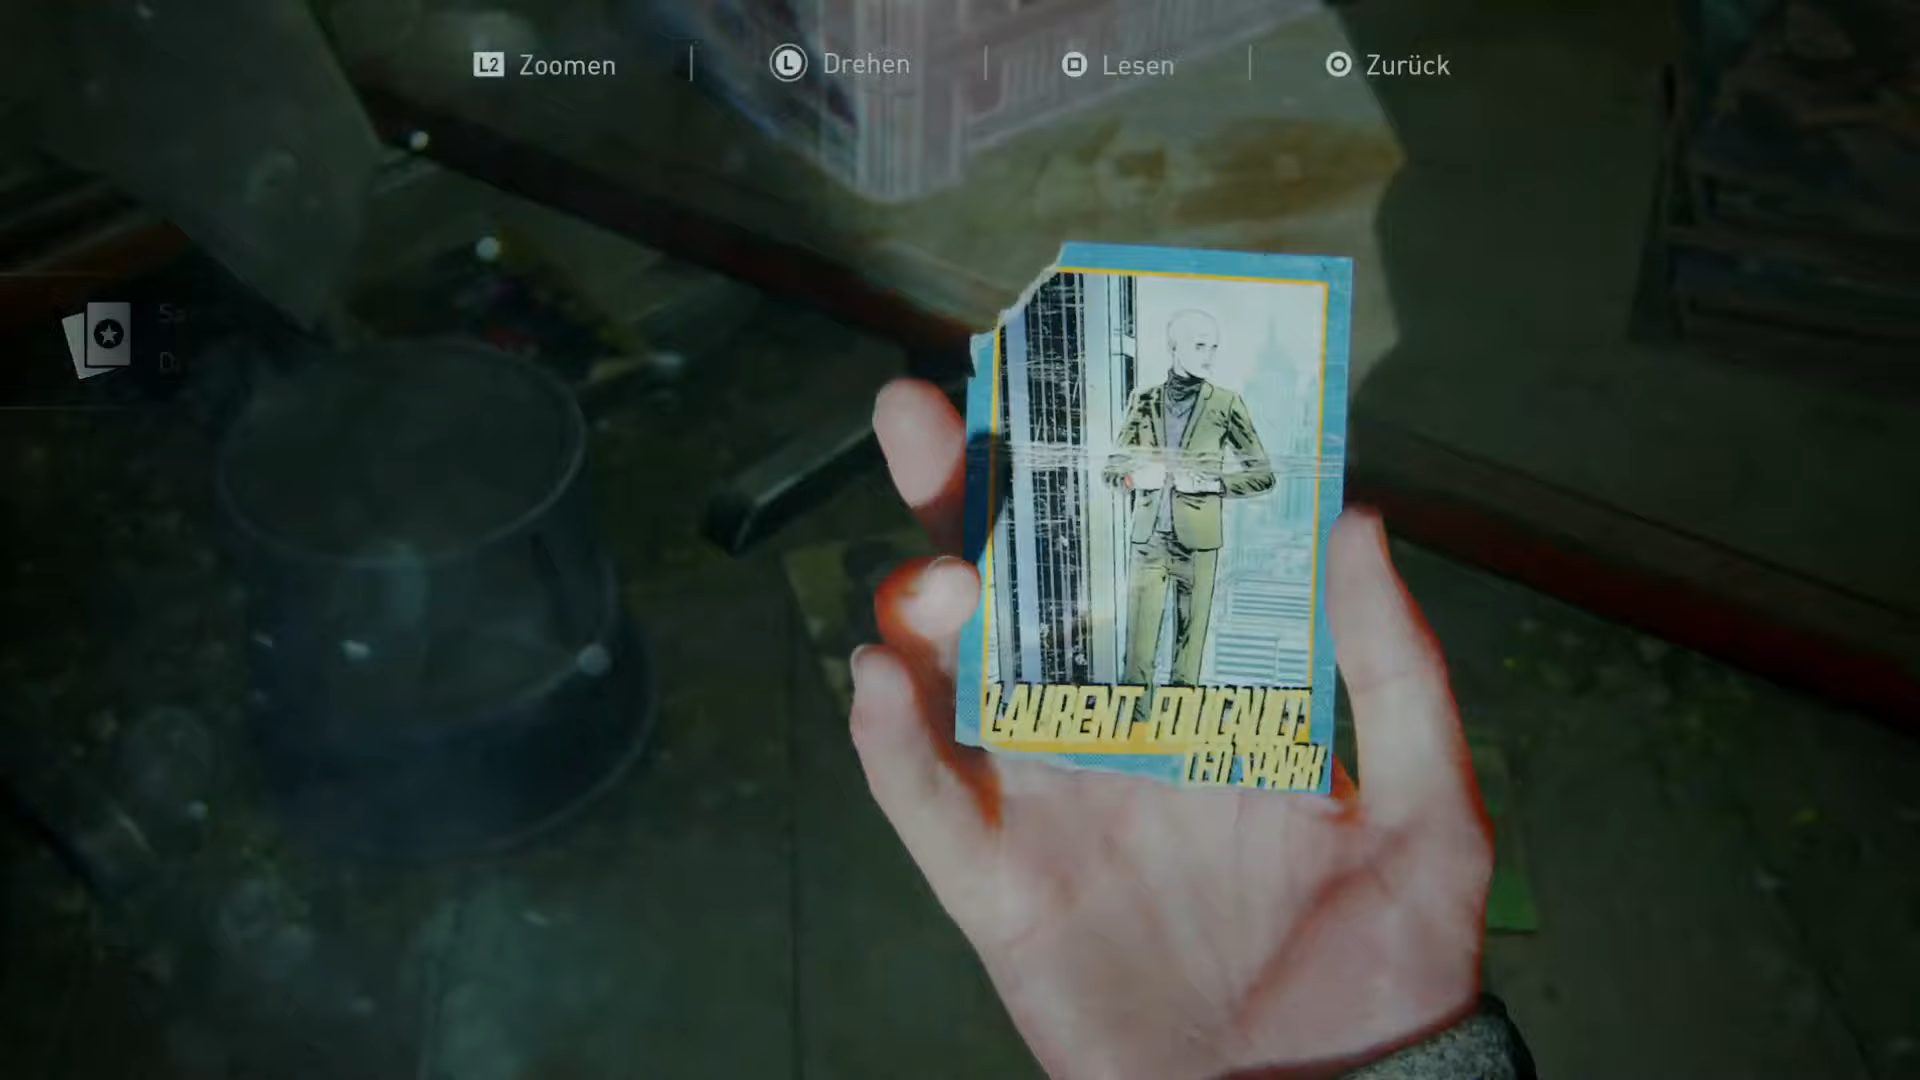 L2 Zoomen
L Drehen
Lesen
Zurück
LAURENT FOUCAULT:
CEO SPARK